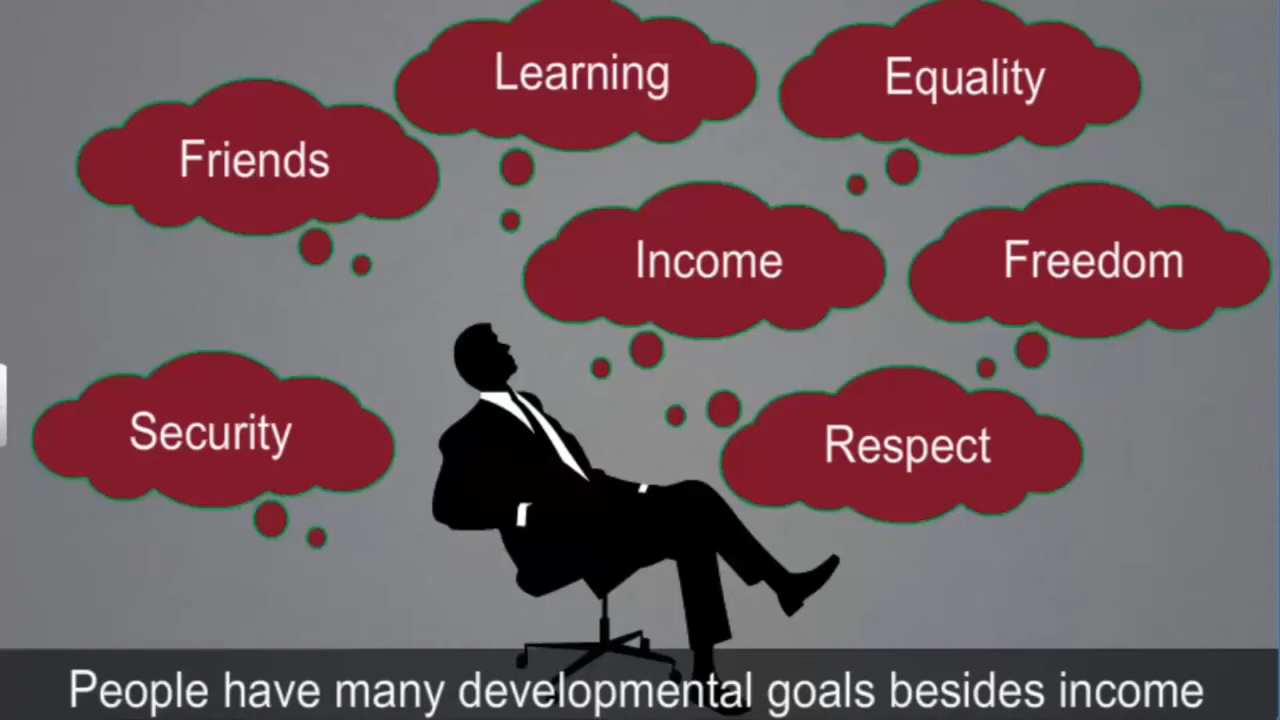 Learning
Equality
Friends
Income
Freedom
Security
Respect
People have many developmental goals besides income